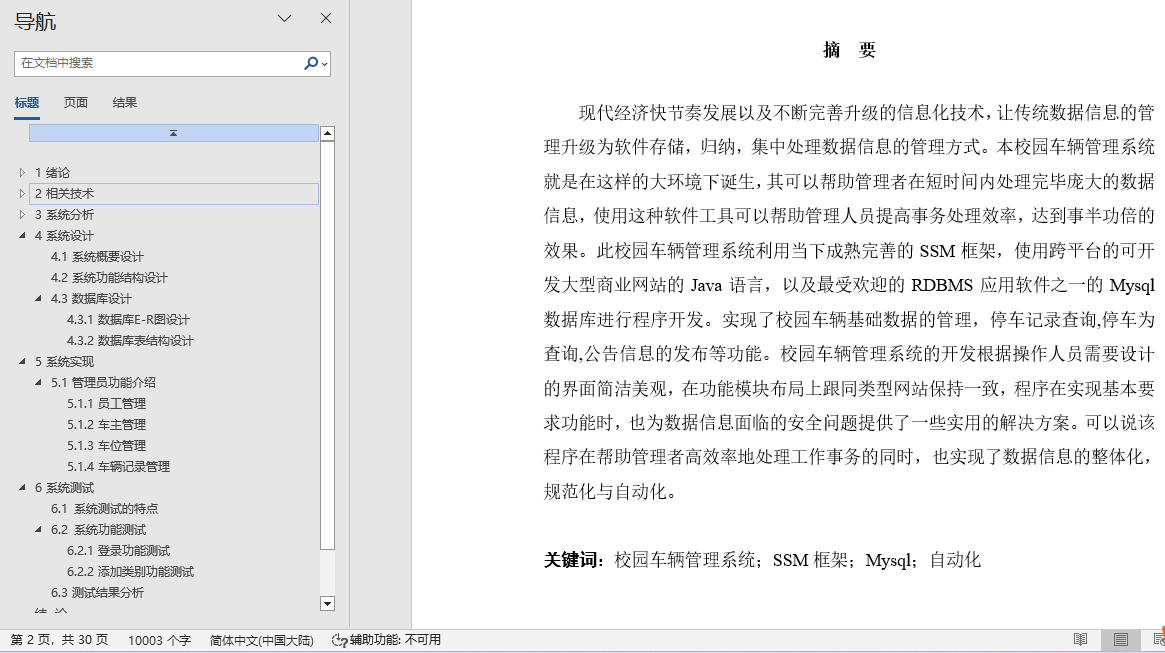 导航
在文档中搜索
标题 页面 结果
1 绪论
2 相关技术
3 系统分析
4 系统设计
4.1 系统概要设计
4.2 系统功能结构设计
4.3 数据库设计
4.3.1 数据库E-R图设计
4.3.2 数据库表结构设计
5 系统实现
5.1 管理员功能介绍
5.1.1 员工管理
5.1.2 车主管理
5.1.3 车位管理
5.1.4 车辆记录管理
6 系统测试
6.1 系统测试的特点
6.2 系统功能测试
6.2.1 登录功能测试
6.2.2 添加类别功能测试
6.3 测试结果分析
摘 要
现代经济快节奏发展以及不断完善升级的信息化技术，让传统数据信息的管
理升级为软件存储，归纳，集中处理数据信息的管理方式。本校园车辆管理系统
就是在这样的大环境下诞生，其可以帮助管理者在短时间内处理完毕庞大的数据
信息，使用这种软件工具可以帮助管理人员提高事务处理效率，达到事半功倍的
效果。此校园车辆管理系统利用当下成熟完善的 SSM 框架，使用跨平台的可开
发大型商业网站的 Java 语言，以及最受欢迎的 RDBMS 应用软件之一的 Mysql
数据库进行程序开发。实现了校园车辆基础数据的管理，停车记录查询,停车为
查询,公告信息的发布等功能。校园车辆管理系统的开发根据操作人员需要设计
的界面简洁美观，在功能模块布局上跟同类型网站保持一致，程序在实现基本要
求功能时，也为数据信息面临的安全问题提供了一些实用的解决方案。可以说该
程序在帮助管理者高效率地处理工作事务的同时，也实现了数据信息的整体化，
规范化与自动化。
关键词：校园车辆管理系统；SSM 框架；Mysql；自动化
第 2 页，共 30 页 10003 个字 简体中文(中国大陆) 辅助功能: 不可用